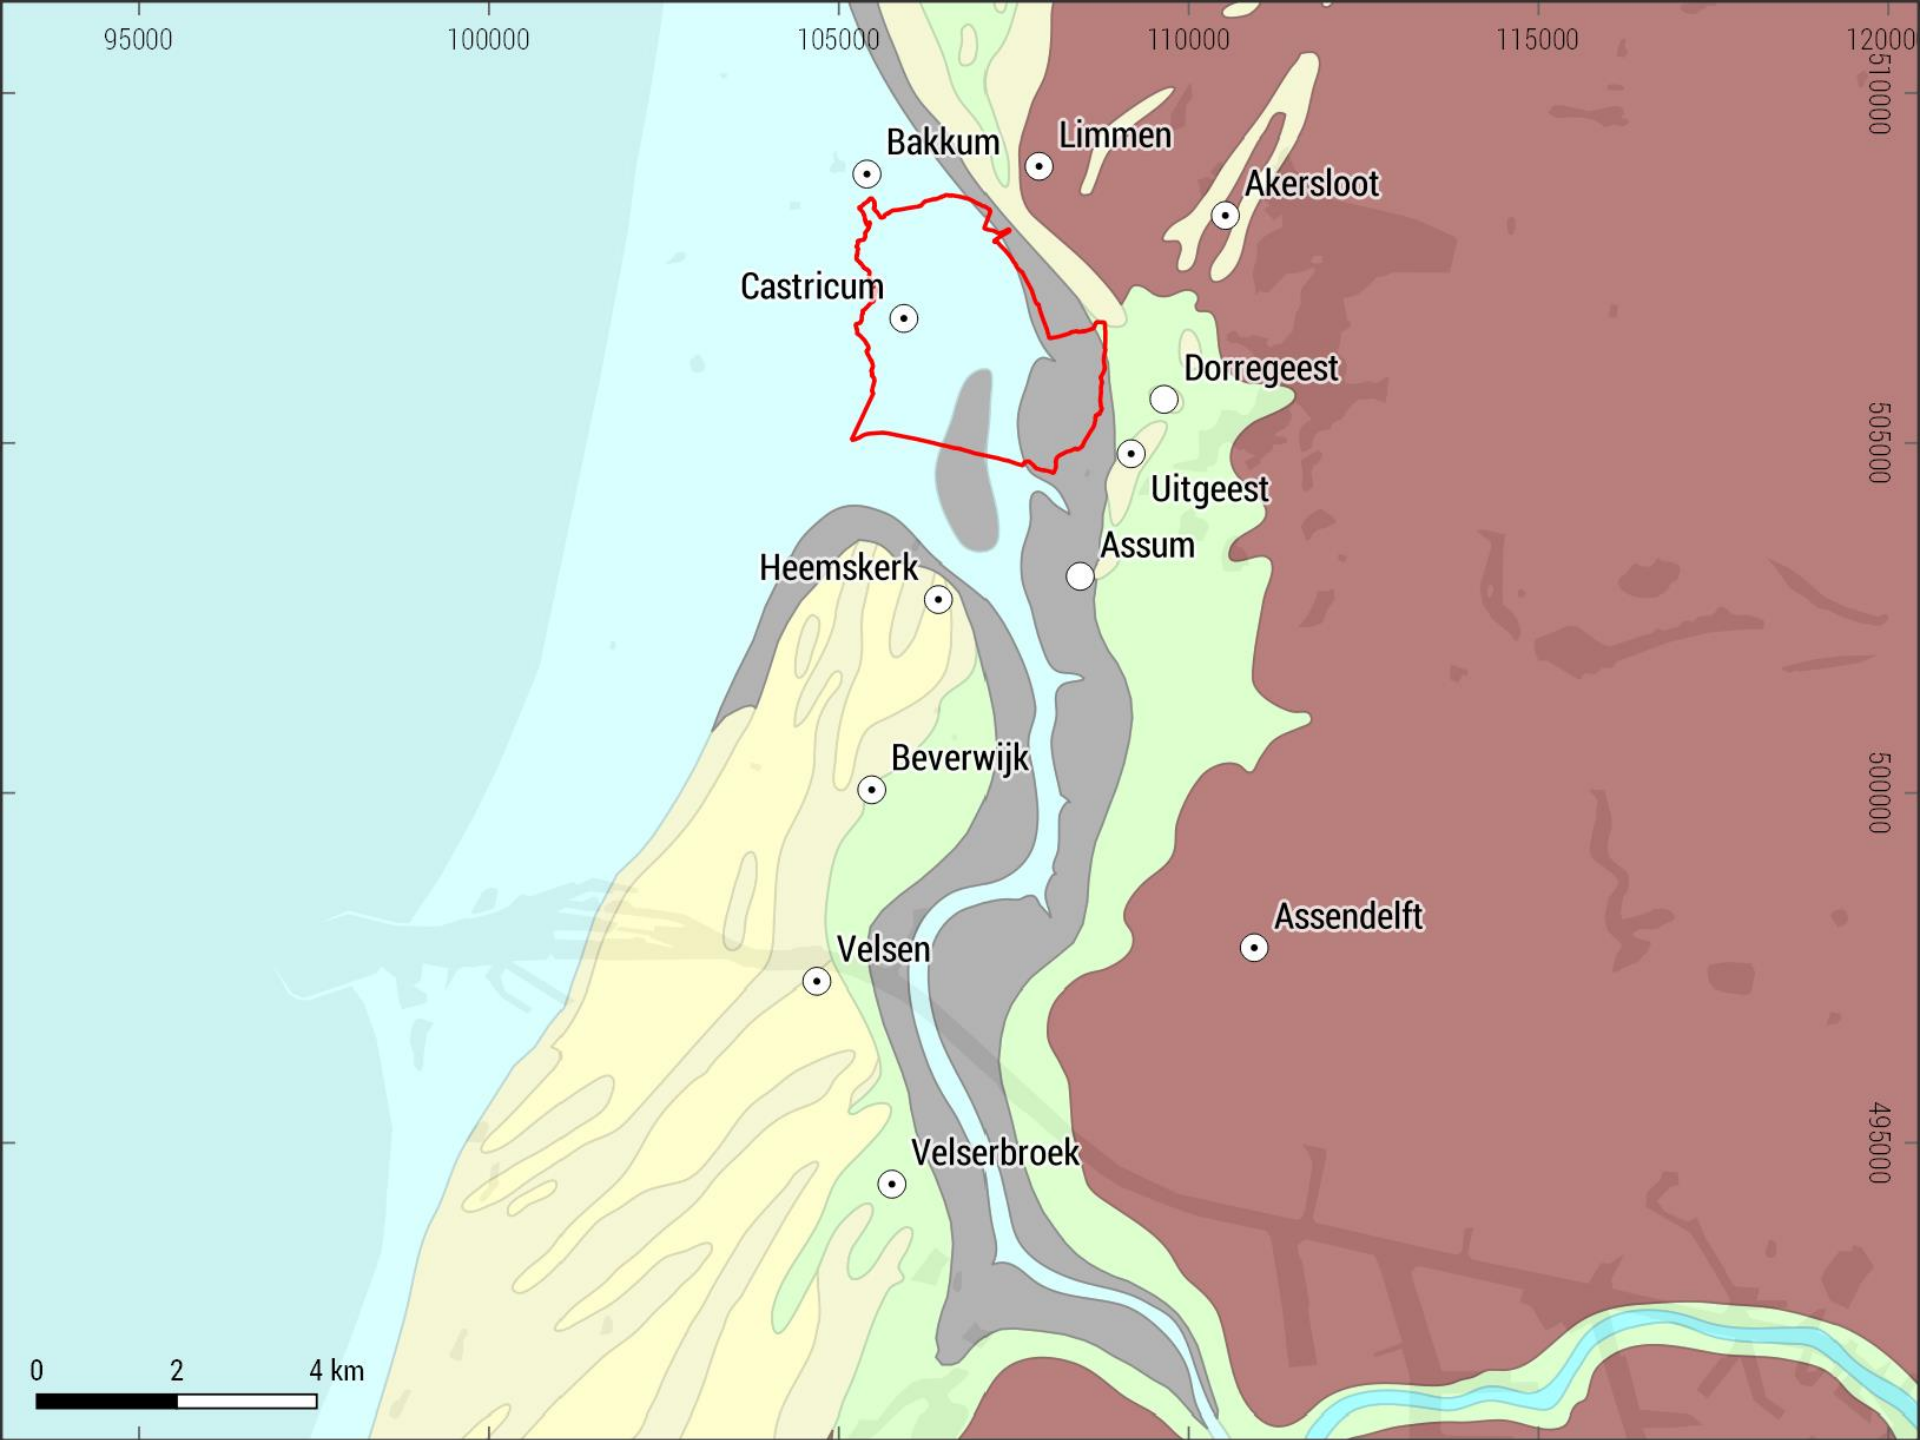 95000
100000
105000
110000
115000
12000
510000
Bakkum
Limmen
Akersloot
Castricum
Dorregeest
505000
Uitgeest
Assum
Heemskerk
Beverwijk
500000
Assendelft
Velsen
495000
Velserbroek
0 2 4 km